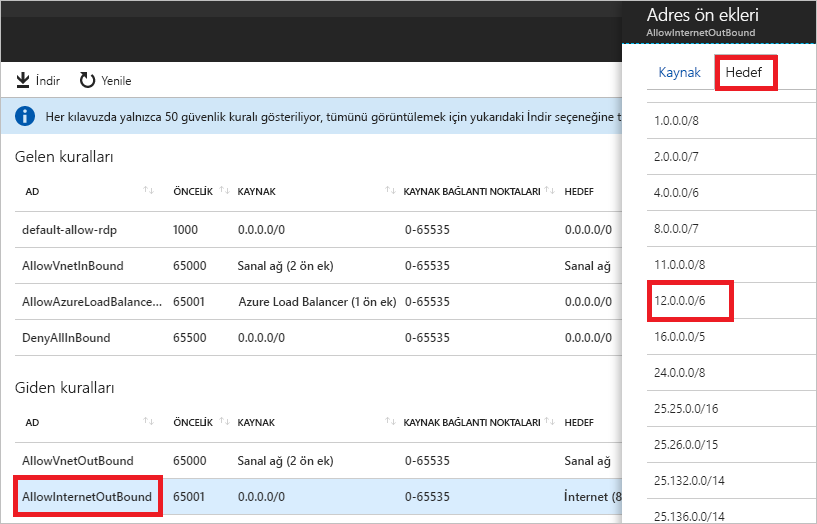 Adres ön ekleri
AllowInternetOutBound
İndir Yenile
Her kılavuzda yalnızca 50 güvenlik kuralı gösteriliyor, tümünü görüntülemek için yukarıdaki İndir seçeneğine t
Gelen kuralları
AD ÖNCELİK KAYNAK KAYNAK BAĞLANTI NOKTALARI HEDEF
default-allow-rdp 1000 0.0.0.0/0 0-65535 0.0.0.0/0
AllowVnetInBound 65000 Sanal ağ (2 ön ek) 0-65535 Sanal ağ
AllowAzureLoadBalance... 65001 Azure Load Balancer (1 ön ek) 0-65535 0.0.0.0/0
DenyAllInBound 65500 0.0.0.0/0 0-65535 0.0.0.0/0
Giden kuralları
AD ÖNCELİK KAYNAK KAYNAK BAĞLANTI NOKTALARI HEDEF
AllowVnetOutBound 65000 Sanal ağ (2 ön ek) 0-65535 Sanal ağ
AllowInternetOutBound 65001 0.0.0.0/0 0-65535 İnternet (8
Kaynak Hedef
1.0.0.0/8
2.0.0.0/7
4.0.0.0/6
8.0.0.0/7
11.0.0.0/8
12.0.0.0/6
16.0.0.0/5
24.0.0.0/8
25.25.0.0/16
25.26.0.0/15
25.132.0.0/14
25.136.0.0/14